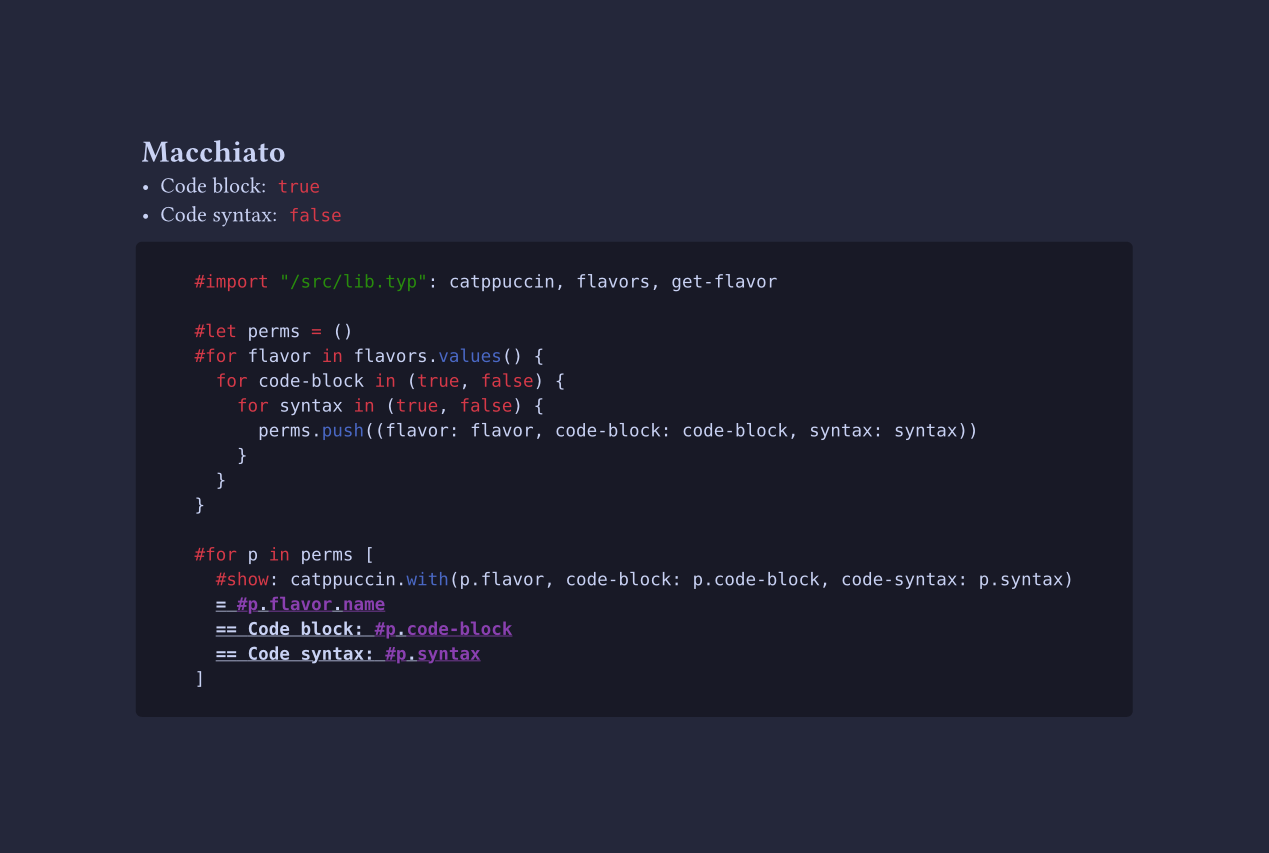 Macchiato
• Code block: true
• Code syntax: false
#import "/src/lib.typ": catppuccin, flavors, get-flavor
#let perms = ()
#for flavor in flavors.values() {
  for code-block in (true, false) {
    for syntax in (true, false) {
      perms.push((flavor: flavor, code-block: code-block, syntax: syntax))
    }
  }
}
#for p in perms [
  #show: catppuccin.with(p.flavor, code-block: p.code-block, code-syntax: p.syntax)
  = #p.flavor.name
  == Code block: #p.code-block
  == Code syntax: #p.syntax
]